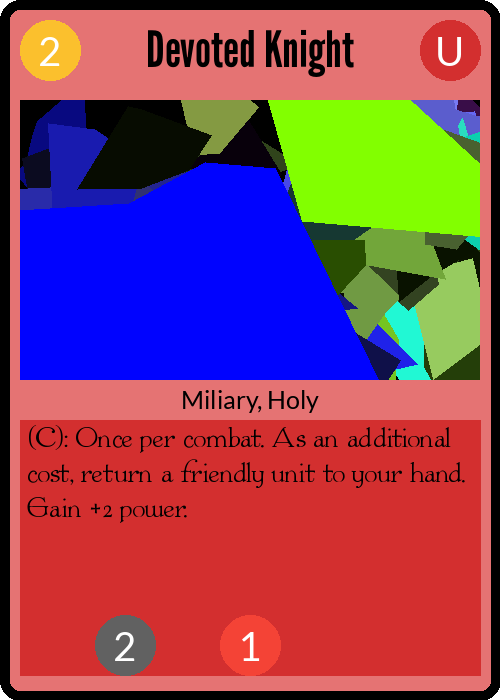 2 Devoted Knight U
Miliary, Holy
(C): Once per combat. As an additional
cost, return a friendly unit to your hand.
Gain +2 power.
2 1